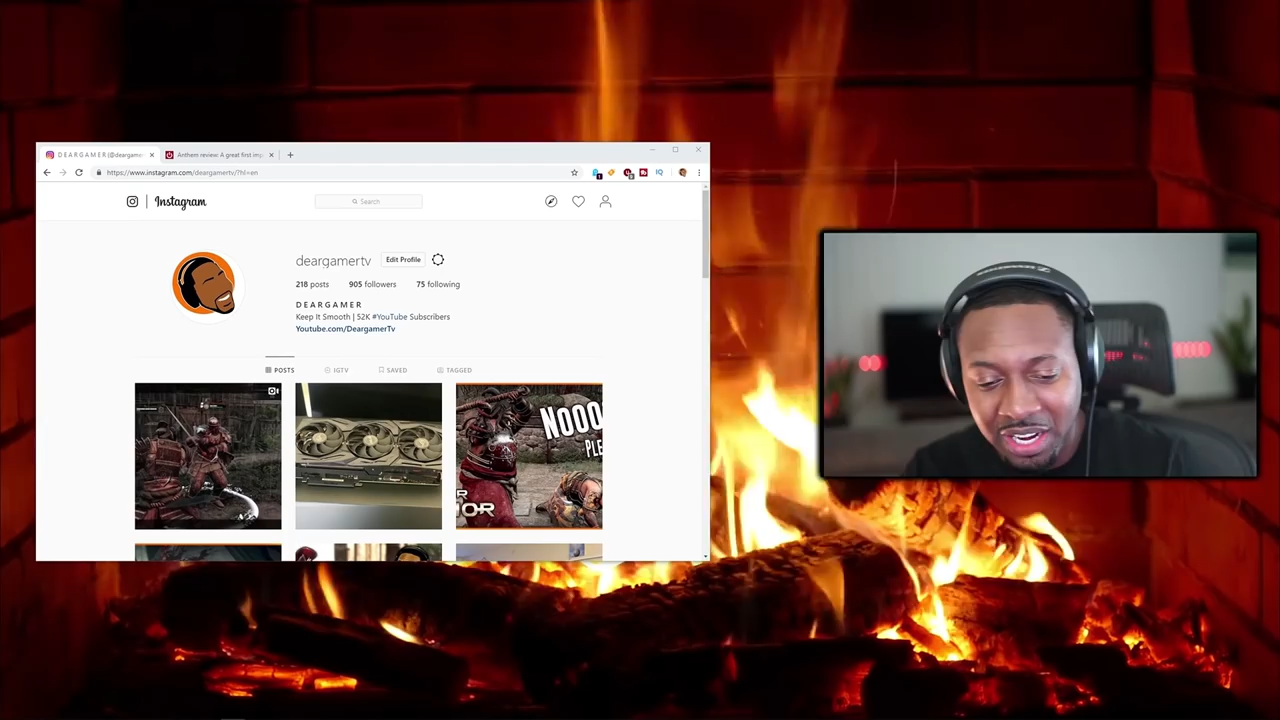 D E A R G A M E R (@deargamer
Anthem review: A great first imp
https://www.instagram.com/deargamertv/?hl=en
IQ
Instagram
Search
deargamertv
Edit Profile
218 posts
905 followers
75 following
D E A R G A M E R
Keep It Smooth | 52K #YouTube Subscribers
Youtube.com/DeargamerTv
POSTS
IGTV
SAVED
TAGGED
NOOO
PLE
OR